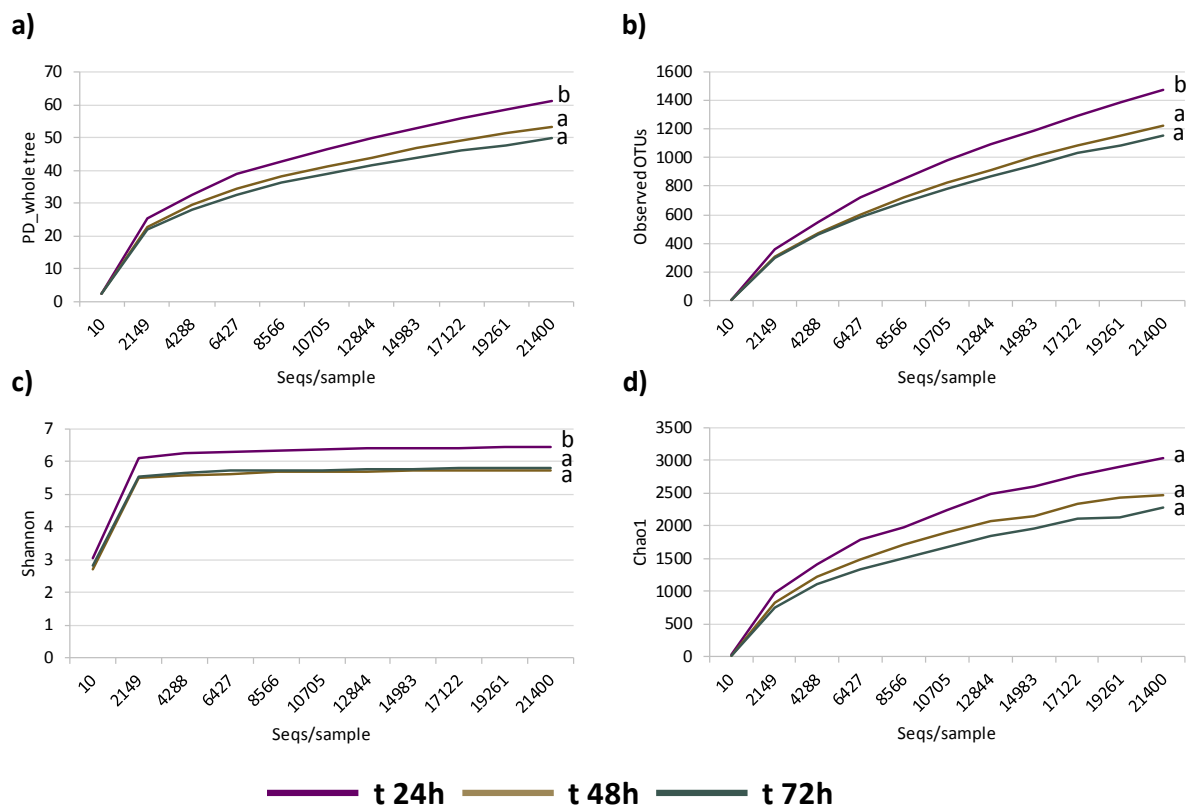 a)
PD_whole tree
70
60
50
40
30
20
10
0
b
a
a
10 2149 4288 6427 8566 10705 12844 14983 17122 19261 21400
Seqs/sample
b)
Observed OTUs
1600
1400
1200
1000
800
600
400
200
0
b
a
a
10 2149 4288 6427 8566 10705 12844 14983 17122 19261 21400
Seqs/sample
c)
Shannon
7
6
5
4
3
2
1
0
b
a
a
10 2149 4288 6427 8566 10705 12844 14983 17122 19261 21400
Seqs/sample
d)
Chao1
3500
3000
2500
2000
1500
1000
500
0
a
a
a
10 2149 4288 6427 8566 10705 12844 14983 17122 19261 21400
Seqs/sample
t 24h t 48h t 72h